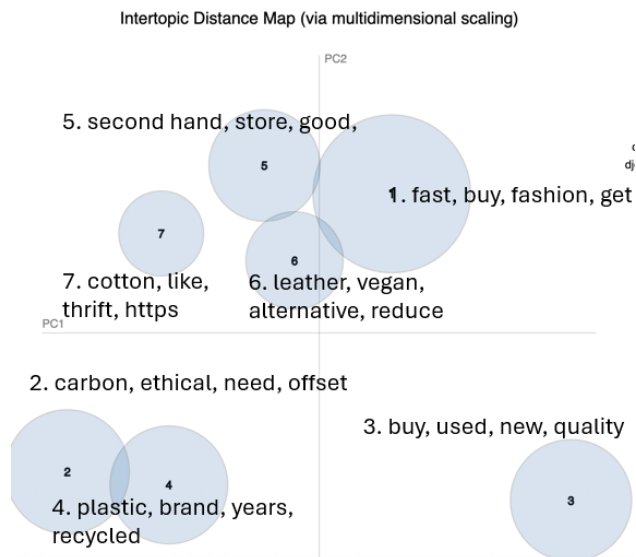 Intertopic Distance Map (via multidimensional scaling)
PC2
5. second hand, store, good,
5
1. fast, buy, fashion, get
7
6
7. cotton, like,
thrift, https
6. leather, vegan,
alternative, reduce
PC1
2. carbon, ethical, need, offset
3. buy, used, new, quality
2
4
4. plastic, brand, years,
recycled
3